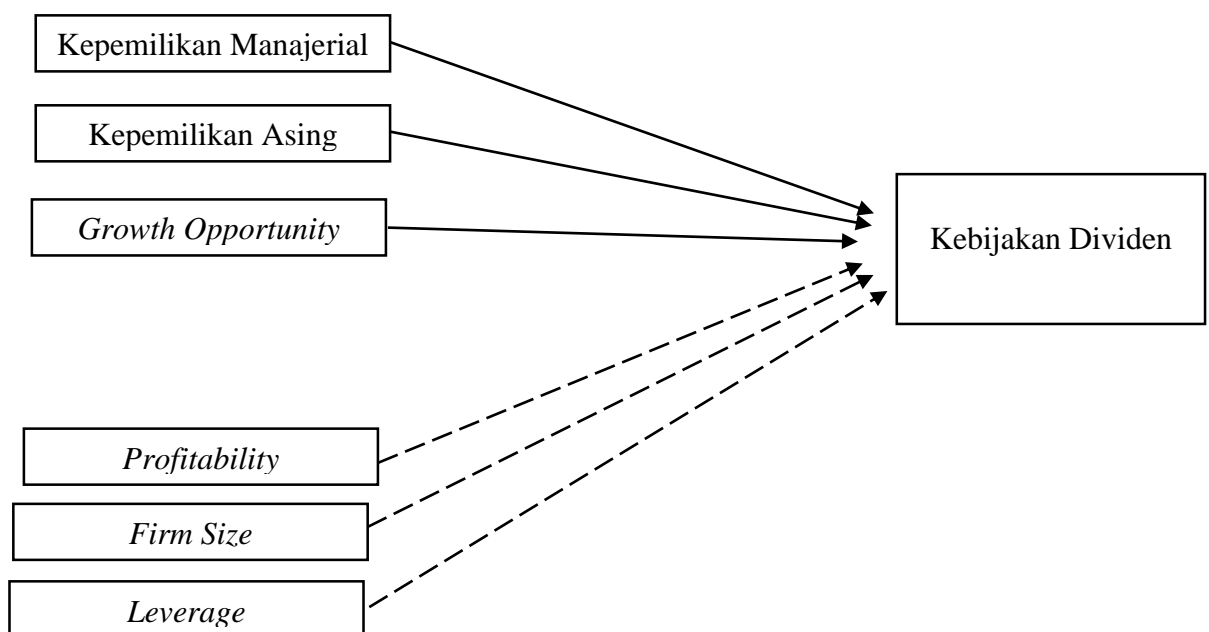 Kepemilikan Manajerial
Kepemilikan Asing
Growth Opportunity
Kebijakan Dividen
Profitability
Firm Size
Leverage